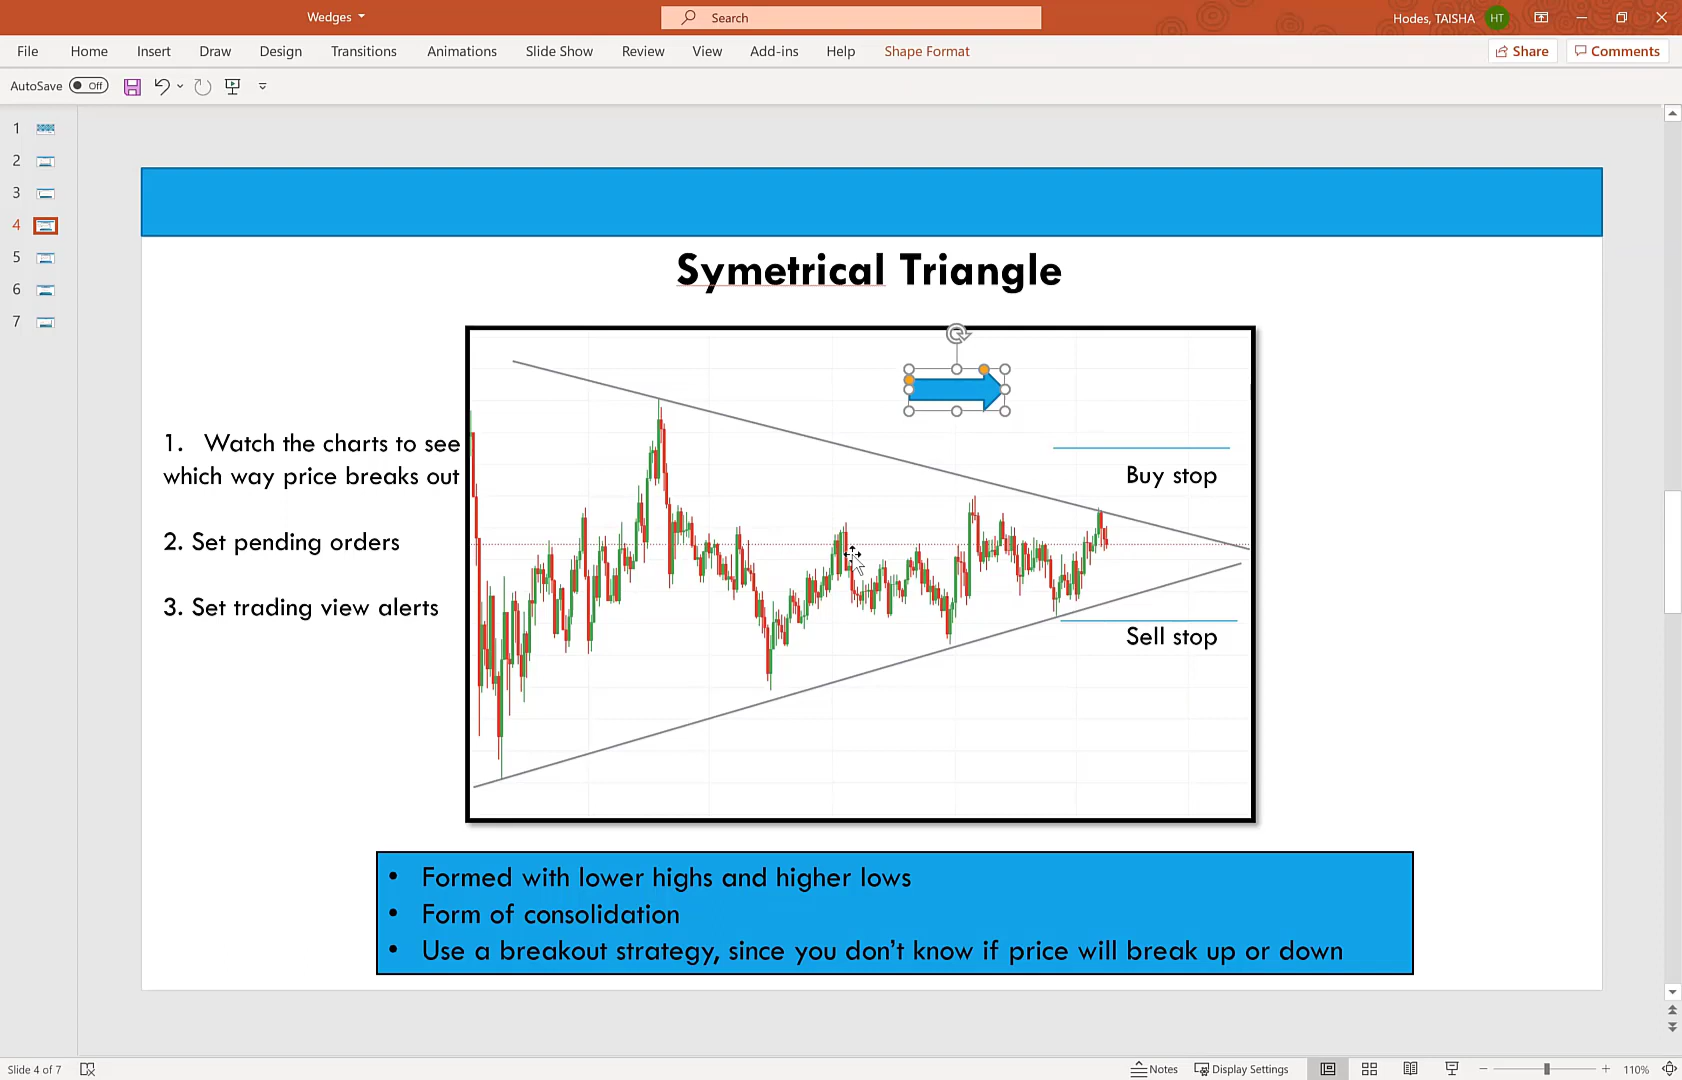 Wedges
Search
Hodes, TAISHA
HT
File
Home
Insert
Draw
Design
Transitions
Animations
Slide Show
Review
View
Add-ins
Help
Shape Format
Share
Comments
AutoSave
Off
1
2
3
4
5
6
7
Symetrical Triangle
1. Watch the charts to see
which way price breaks out
2. Set pending orders
3. Set trading view alerts
Buy stop
Sell stop
• Formed with lower highs and higher lows
• Form of consolidation
• Use a breakout strategy, since you don’t know if price will break up or down
Slide 4 of 7
Notes
Display Settings
110%